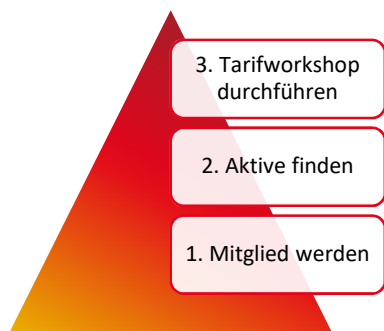 3. Tarifworkshop
durchführen
2. Aktive finden
1. Mitglied werden